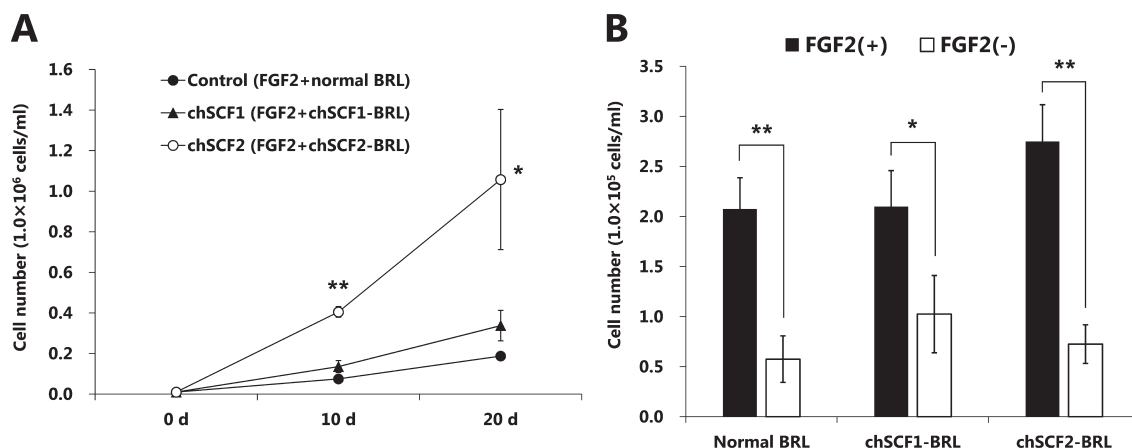 A
Cell number (1.0×10⁶ cells/ml)
1.6
1.4
1.2
1.0
0.8
0.6
0.4
0.2
0.0
Control (FGF2+normal BRL)
chSCF1 (FGF2+chSCF1-BRL)
chSCF2 (FGF2+chSCF2-BRL)
**
*
0 d 10 d 20 d
B
FGF2(+) FGF2(-)
Cell number (1.0×10⁵ cells/ml)
3.5
3.0
2.5
2.0
1.5
1.0
0.5
0.0
**
*
**
Normal BRL chSCF1-BRL chSCF2-BRL